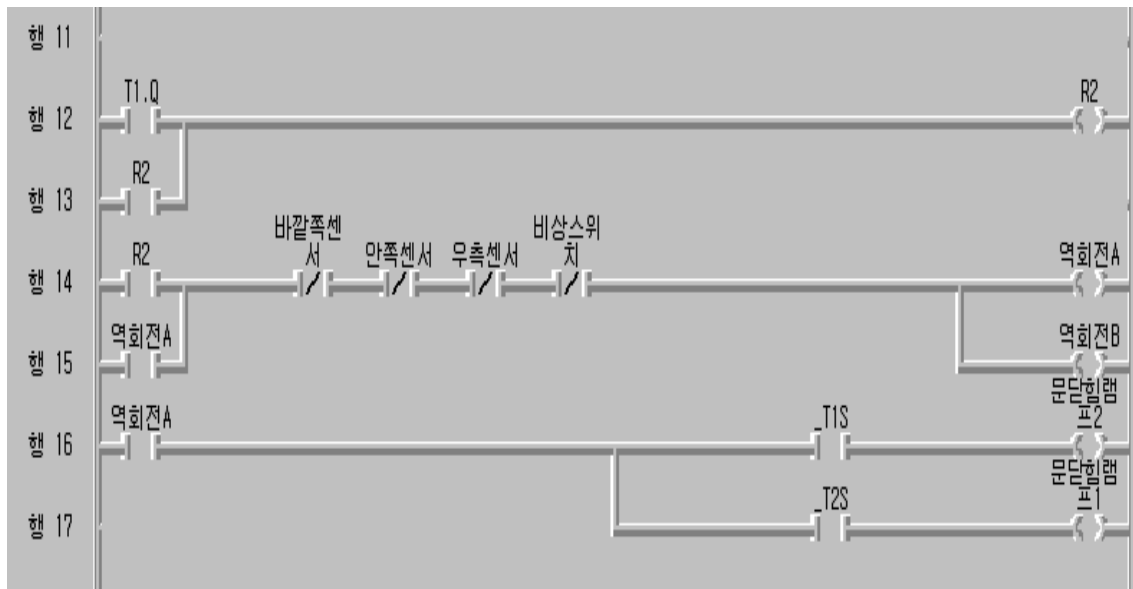 행 11
T1.Q R2
행 12
R2
행 13
바깥쪽센서 안쪽센서 우측센서 비상스위치
R2 역회전A
행 14
역회전A 역회전B
행 15
역회전A _T1S 문닫힘램프2
행 16
_T2S 문닫힘램프1
행 17